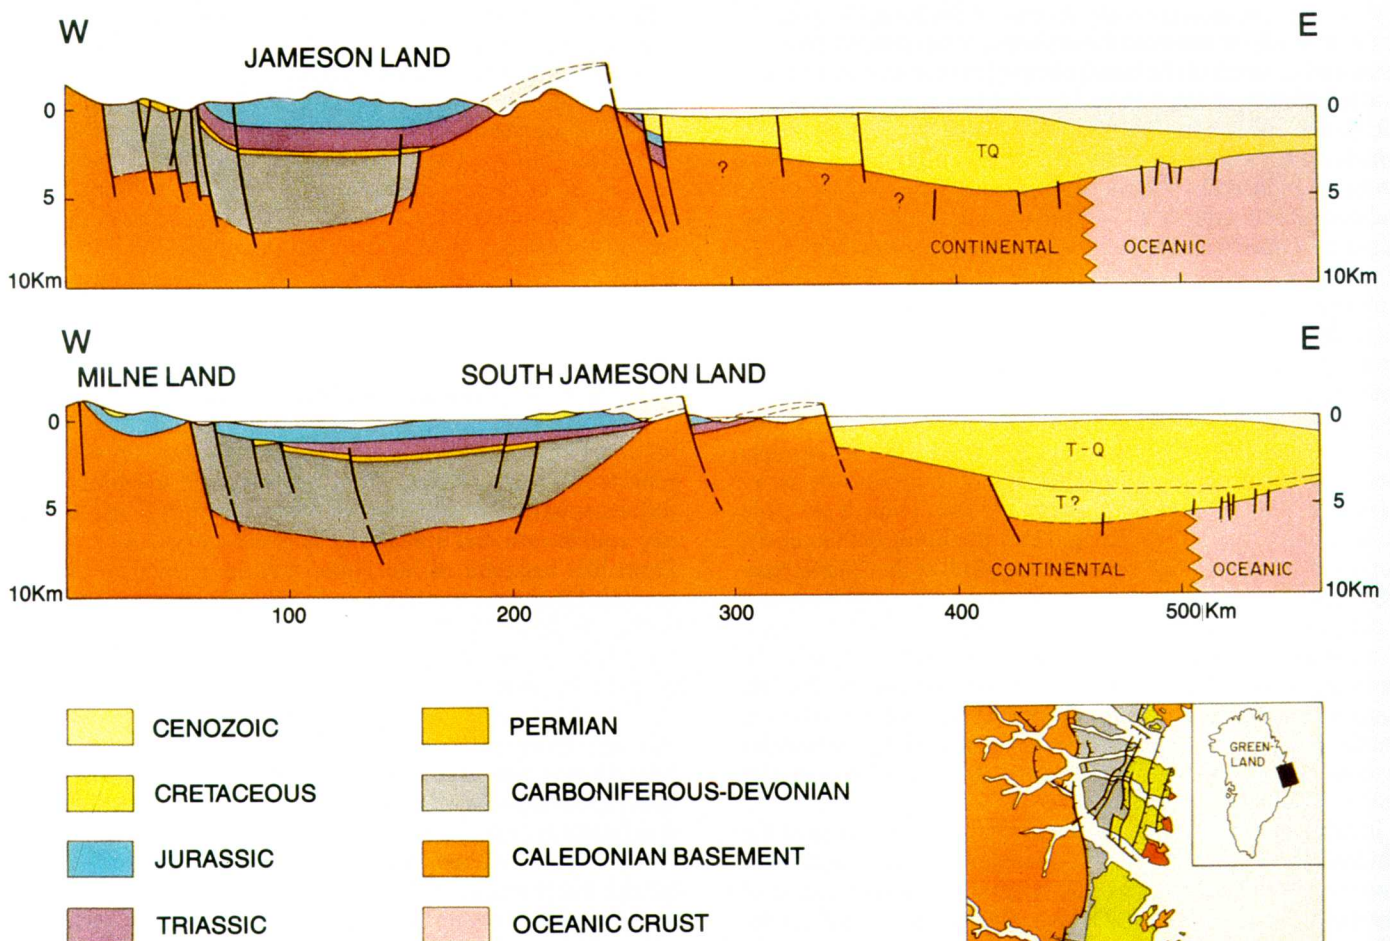 W E
JAMESON LAND
0 0
TQ
? ? ?
5 5
CONTINENTAL OCEANIC
10Km 10Km
W E
MILNE LAND SOUTH JAMESON LAND
0 0
T-Q
T?
5 5
CONTINENTAL OCEANIC
10Km 10Km
100 200 300 400 500 Km
CENOZOIC PERMIAN
CRETACEOUS CARBONIFEROUS-DEVONIAN
JURASSIC CALEDONIAN BASEMENT
TRIASSIC OCEANIC CRUST
GREEN-
LAND